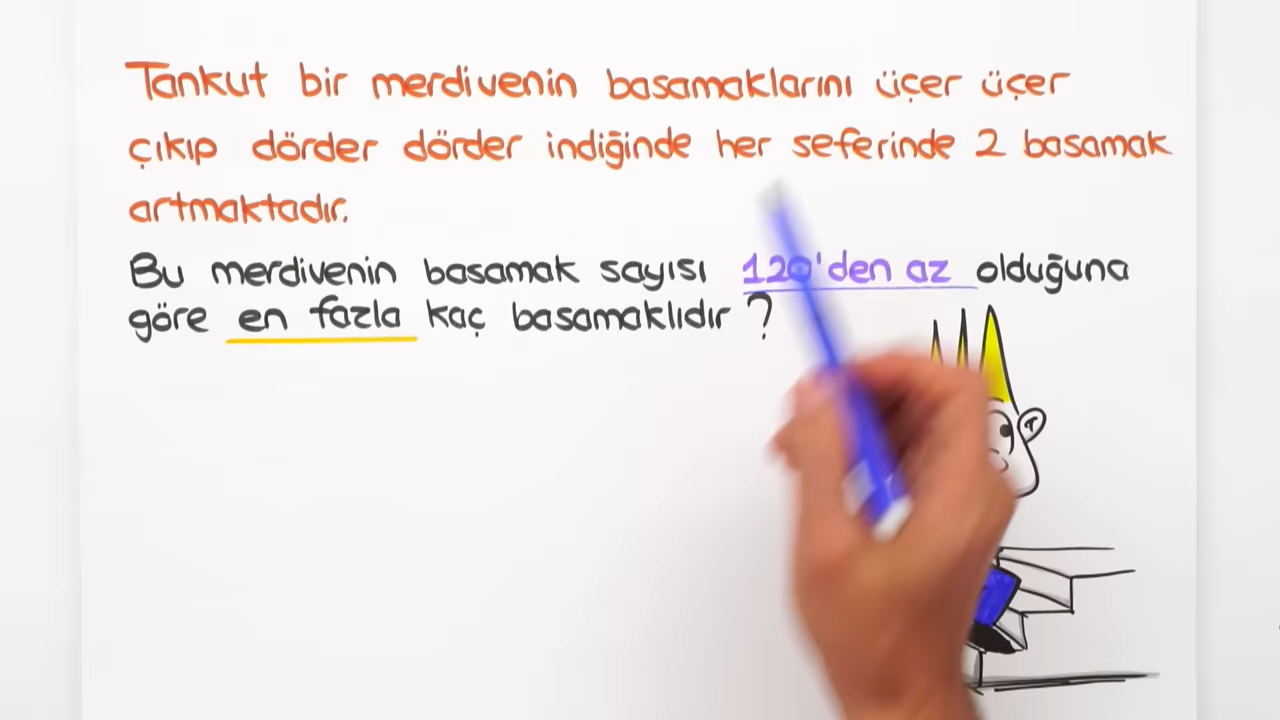 Tankut bir merdivenin basamaklarını üçer üçer
çıkıp dörder dörder indiğinde her seferinde 2 basamak
artmaktadır.
Bu merdivenin basamak sayısı 120'den az olduğuna
göre en fazla kaç basamaklıdır ?
T